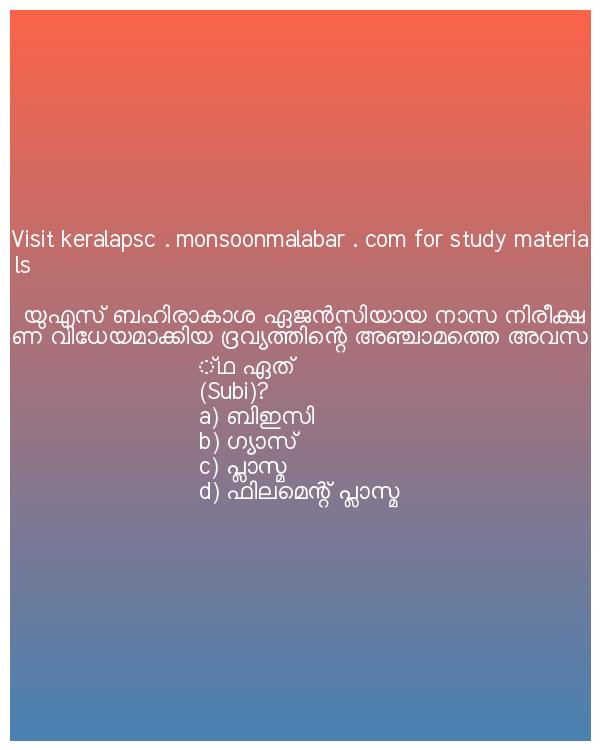 Visit keralapsc . monsoonmalabar . com for study materia
ls
യുഎസ് ബഹിരാകാശ ഏജൻസിയായ നാസ നിരീക്ഷ
ണ വിധേയമാക്കിയ ദ്രവ്യത്തിന്റെ അഞ്ചാമത്തെ അവസ
്ഥ ഏത്
(Subi)?
a) ബിഇസി
b) ഗ്യാസ്
c) പ്ലാസ്മ
d) ഫിലമെന്റ് പ്ലാസ്മ